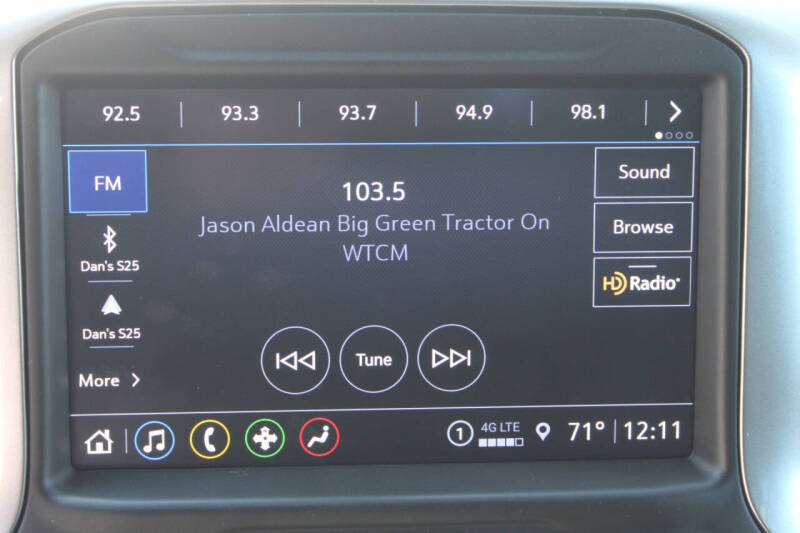 92.5 93.3 93.7 94.9 98.1
FM
103.5
Jason Aldean Big Green Tractor On
WTCM
Sound
Browse
HD Radio
Dan's S25
Dan's S25
More
Tune
1 4G LTE 71° 12:11